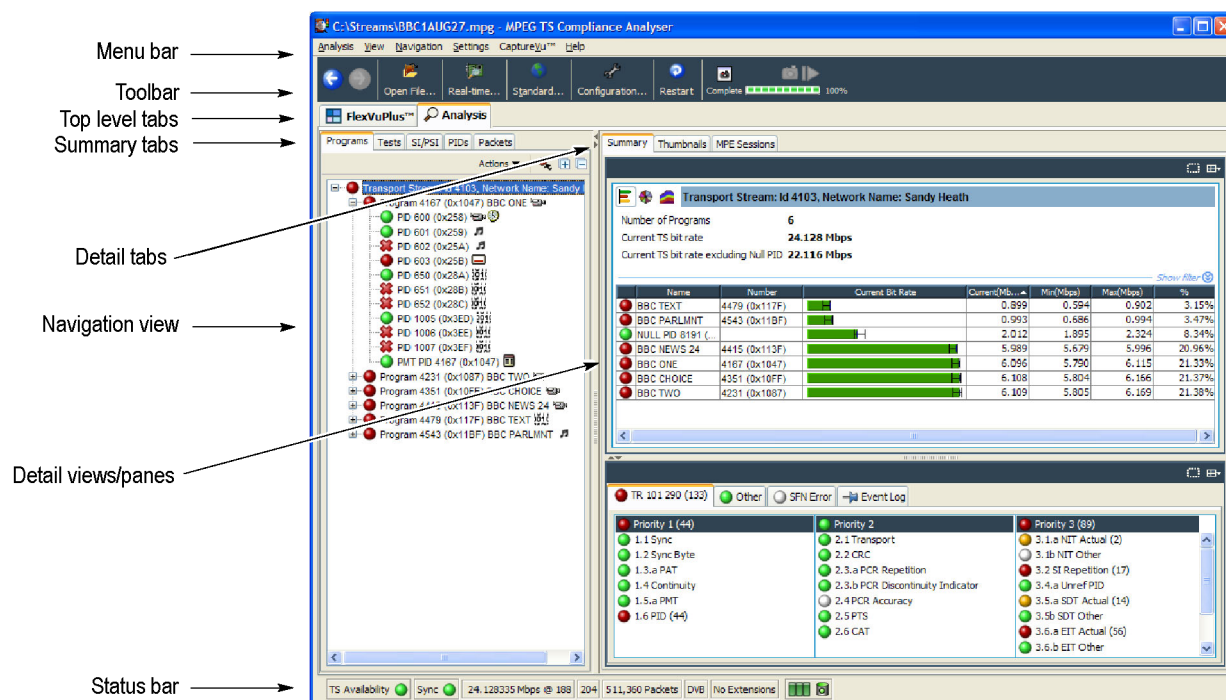 C:\Streams\BBC1AUG27.mpg - MPEG TS Compliance Analyser
Menu bar
Analysis View Navigation Settings CaptureVu™ Help
Toolbar
Open File... Real-time... Standard... Configuration... Restart Complete 100%
Top level tabs
FlexVuPlus™ Analysis
Summary tabs
Programs Tests SI/PSI PIDs Packets
Actions
Transport Stream: Id 4103, Network Name: Sandy
Program 4167 (0x1047) BBC ONE
PID 600 (0x258)
PID 601 (0x259)
PID 602 (0x25A)
PID 603 (0x25B)
PID 650 (0x28A)
PID 651 (0x28B)
PID 652 (0x28C)
PID 1005 (0x3ED)
PID 1006 (0x3EE)
PID 1007 (0x3EF)
PMT PID 4167 (0x1047)
Program 4231 (0x1087) BBC TWO
Program 4351 (0x10FF) BBC CHOICE
Program 4415 (0x113F) BBC NEWS 24
Program 4479 (0x117F) BBC TEXT
Program 4543 (0x11BF) BBC PARLMNT
Detail tabs
Navigation view
Detail views/panes
Summary Thumbnails MPE Sessions
Transport Stream: Id 4103, Network Name: Sandy Heath
Number of Programs 6
Current TS bit rate 24.128 Mbps
Current TS bit rate excluding Null PID 22.116 Mbps
Show filter
Name Number Current Bit Rate Current(Mb... Min(Mbps) Max(Mbps) %
BBC TEXT 4479 (0x117F) 0.899 0.594 0.902 3.15%
BBC PARLMNT 4543 (0x11BF) 0.993 0.686 0.994 3.47%
NULL PID 8191 (... 2.012 1.895 2.324 8.34%
BBC NEWS 24 4415 (0x113F) 5.989 5.679 5.996 20.96%
BBC ONE 4167 (0x1047) 6.096 5.790 6.115 21.33%
BBC CHOICE 4351 (0x10FF) 6.108 5.804 6.166 21.37%
BBC TWO 4231 (0x1087) 6.109 5.805 6.169 21.38%
TR 101 290 (133) Other SFN Error Event Log
Priority 1 (44)
1.1 Sync
1.2 Sync Byte
1.3.a PAT
1.4 Continuity
1.5.a PMT
1.6 PID (44)
Priority 2
2.1 Transport
2.2 CRC
2.3.a PCR Repetition
2.3.b PCR Discontinuity Indicator
2.4 PCR Accuracy
2.5 PTS
2.6 CAT
Priority 3 (89)
3.1.a NIT Actual (2)
3.1b NIT Other
3.2 SI Repetition (17)
3.4.a Unref PID
3.5.a SDT Actual (14)
3.5b SDT Other
3.6.a EIT Actual (56)
3.6.b EIT Other
Status bar
TS Availability Sync 24.128335 Mbps @ 188 204 511,360 Packets DVB No Extensions